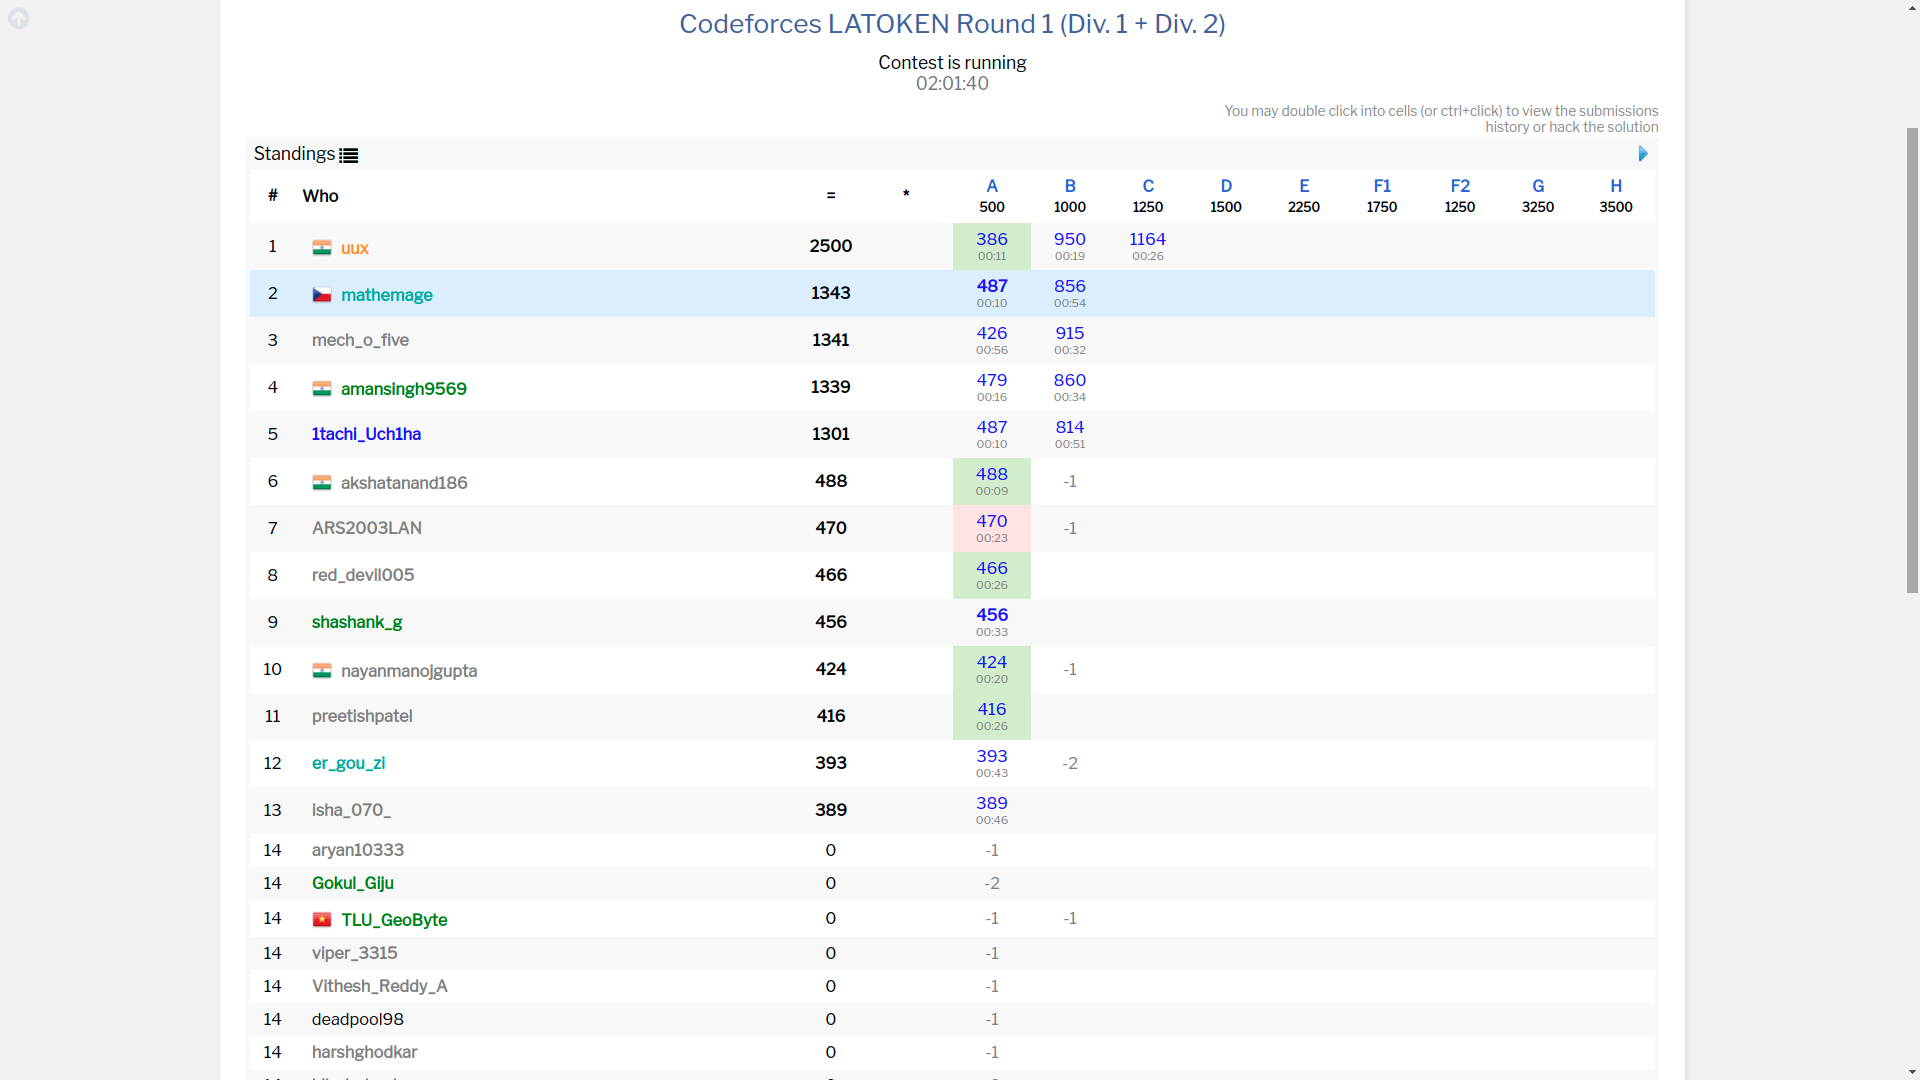 Codeforces LATOKEN Round 1 (Div. 1 + Div. 2)
Contest is running
02:01:40
You may double click into cells (or ctrl+click) to view the submissions
history or hack the solution
Standings
# Who = * A B C D E F1 F2 G H
500 1000 1250 1500 2250 1750 1250 3250 3500
1 uux 2500 386 950 1164
00:11 00:19 00:26
2 mathemage 1343 487 856
00:10 00:54
3 mech_o_five 1341 426 915
00:56 00:32
4 amansingh9569 1339 479 860
00:16 00:34
5 1tachi_Uch1ha 1301 487 814
00:10 00:51
6 akshatanand186 488 488 -1
00:09
7 ARS2003LAN 470 470 -1
00:23
8 red_devil005 466 466
00:26
9 shashank_g 456 456
00:33
10 nayanmanojgupta 424 424 -1
00:20
11 preetishpatel 416 416
00:26
12 er_gou_zi 393 393 -2
00:43
13 isha_070_ 389 389
00:46
14 aryan10333 0 -1
14 Gokul_Giju 0 -2
14 TLU_GeoByte 0 -1 -1
14 viper_3315 0 -1
14 Vithesh_Reddy_A 0 -1
14 deadpool98 0 -1
14 harshghodkar 0 -1